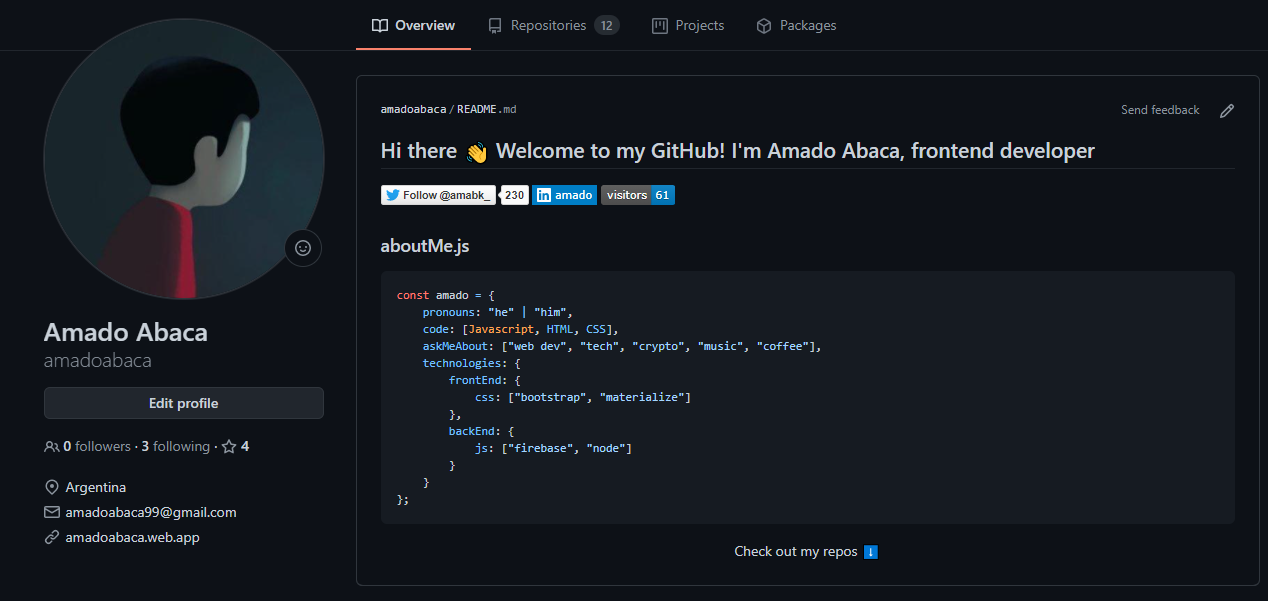 Overview Repositories 12 Projects Packages
Amado Abaca
amadoabaca
Edit profile
0 followers · 3 following · 4
Argentina
amadoabaca99@gmail.com
amadoabaca.web.app
amadoabaca/README.md Send feedback
Hi there 👋 Welcome to my GitHub! I'm Amado Abaca, frontend developer
Follow @amabk_ 230 in amado visitors 61
aboutMe.js
const amado = {
    pronouns: "he" | "him",
    code: [Javascript, HTML, CSS],
    askMeAbout: ["web dev", "tech", "crypto", "music", "coffee"],
    technologies: {
        frontEnd: {
            css: ["bootstrap", "materialize"]
        },
        backEnd: {
            js: ["firebase", "node"]
        }
    }
};
Check out my repos ⬇️